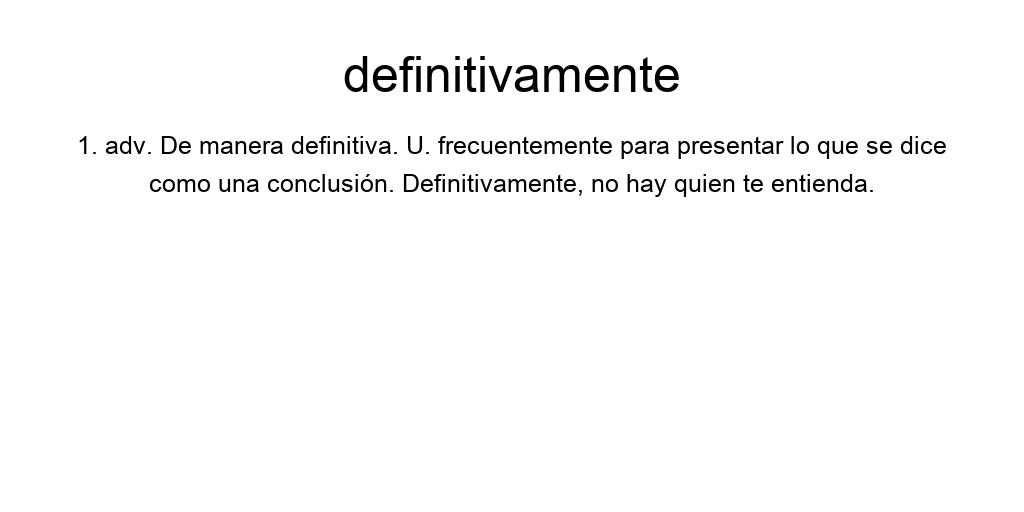 definitivamente
1. adv. De manera definitiva. U. frecuentemente para presentar lo que se dice
como una conclusión. Definitivamente, no hay quien te entienda.